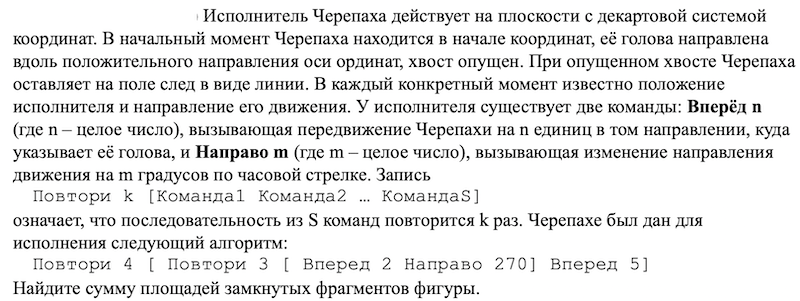 Исполнитель Черепаха действует на плоскости с декартовой системой
координат. В начальный момент Черепаха находится в начале координат, её голова направлена
вдоль положительного направления оси ординат, хвост опущен. При опущенном хвосте Черепаха
оставляет на поле след в виде линии. В каждый конкретный момент известно положение
исполнителя и направление его движения. У исполнителя существует две команды: Вперёд n
(где n – целое число), вызывающая передвижение Черепахи на n единиц в том направлении, куда
указывает её голова, и Направо m (где m – целое число), вызывающая изменение направления
движения на m градусов по часовой стрелке. Запись
Повтори k [Команда1 Команда2 … КомандаS]
означает, что последовательность из S команд повторится k раз. Черепахе был дан для
исполнения следующий алгоритм:
Повтори 4 [ Повтори 3 [ Вперед 2 Направо 270] Вперед 5]
Найдите сумму площадей замкнутых фрагментов фигуры.